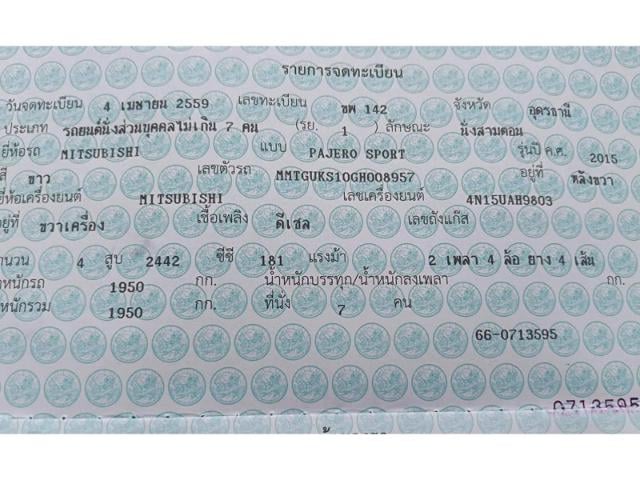 รายการจดทะเบียน
วันจดทะเบียน 4 เมษายน 2559 เลขทะเบียน ขพ 142 จังหวัด อุดรธานี
ประเภท รถยนต์นั่งส่วนบุคคลไม่เกิน 7 คน (รย. 1 ) ลักษณะ นั่งสามตอน
ยี่ห้อรถ MITSUBISHI แบบ PAJERO SPORT รุ่นปี ค.ศ. 2015
สี ขาว เลขตัวรถ MMTGUKS10GH008957 อยู่ที่ หลังขวา
ยี่ห้อเครื่องยนต์ MITSUBISHI เลขเครื่องยนต์ 4N15UAH9803
อยู่ที่ ขวาเครื่อง เชื้อเพลิง ดีเซล เลขถังแก๊ส
จำนวน 4 สูบ 2442 ซีซี 181 แรงม้า 2 เพลา 4 ล้อ ยาง 4 เส้น
น้ำหนักรถ 1950 กก. น้ำหนักบรรทุก/น้ำหนักลงเพลา กก.
น้ำหนักรวม 1950 กก. ที่นั่ง 7 คน
66-0713595
0713595